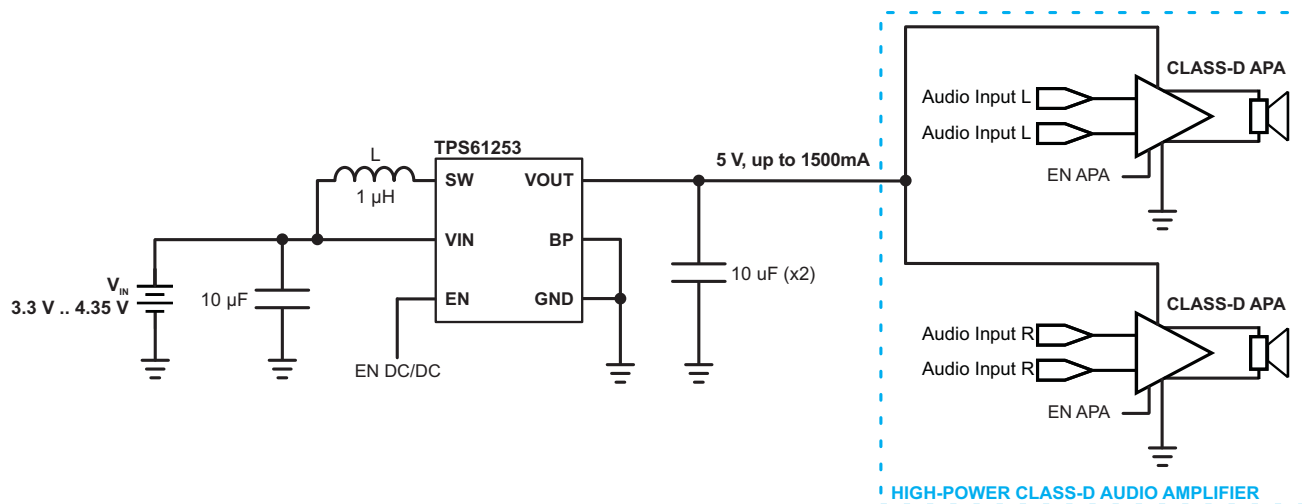 CLASS-D APA
Audio Input L
Audio Input L
EN APA
TPS61253
L
1 µH
SW
VOUT
VIN
BP
EN
GND
5 V, up to 1500mA
VIN
3.3 V .. 4.35 V
10 µF
10 uF (x2)
EN DC/DC
CLASS-D APA
Audio Input R
Audio Input R
EN APA
HIGH-POWER CLASS-D AUDIO AMPLIFIER